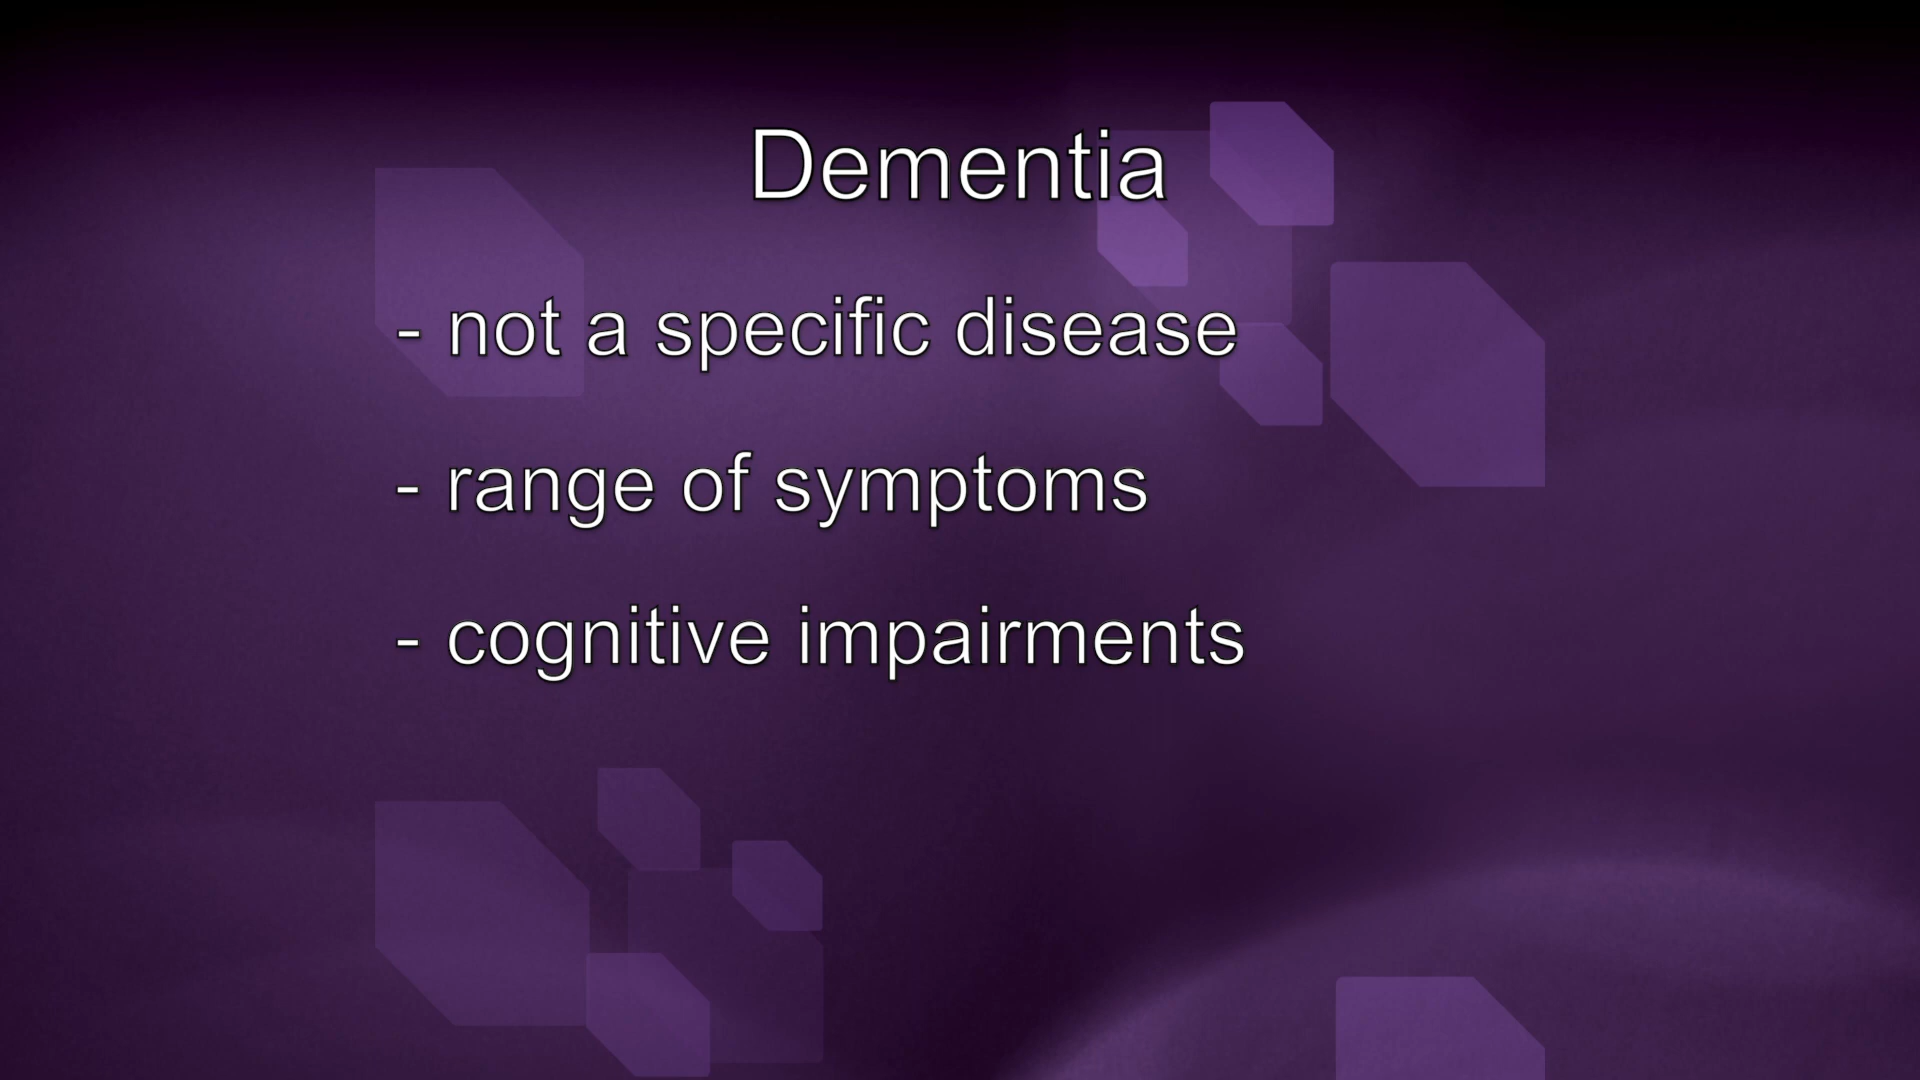 Dementia
- not a specific disease
- range of symptoms
- cognitive impairments